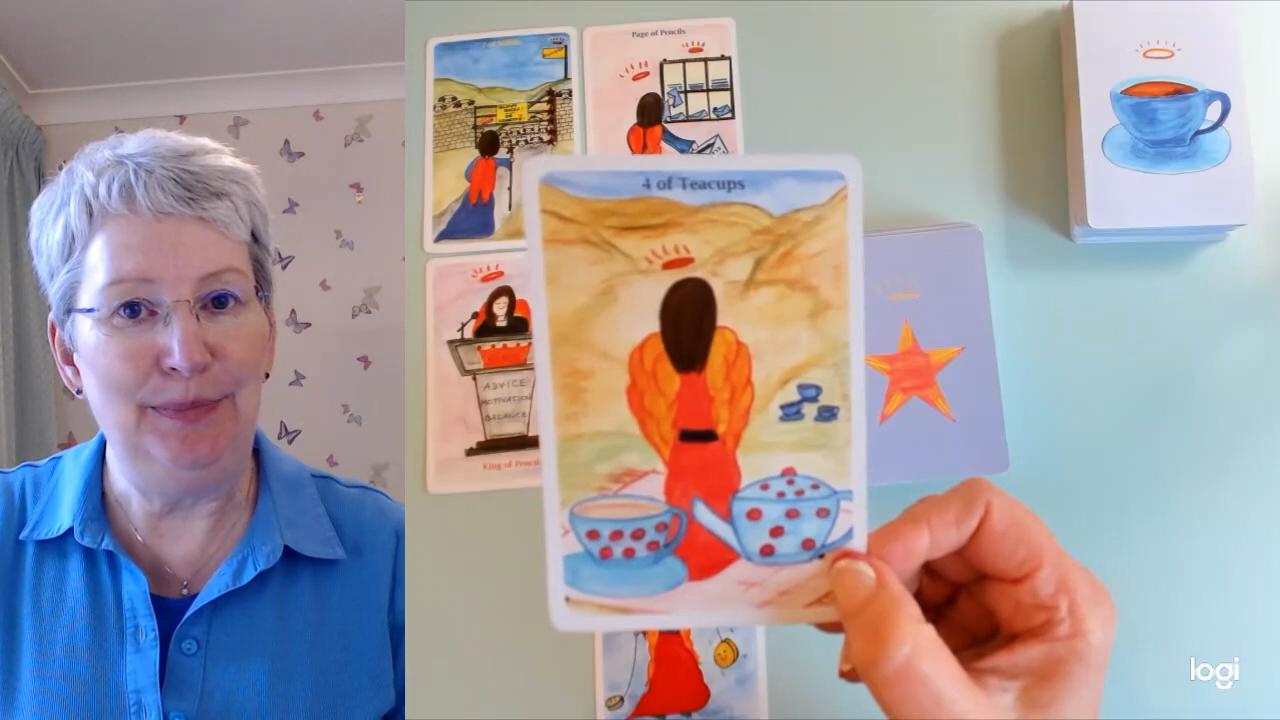 Page of Pencils
4 of Teacups
ADVICE
MOTIVATION
BALANCE
King of Pencils
logi